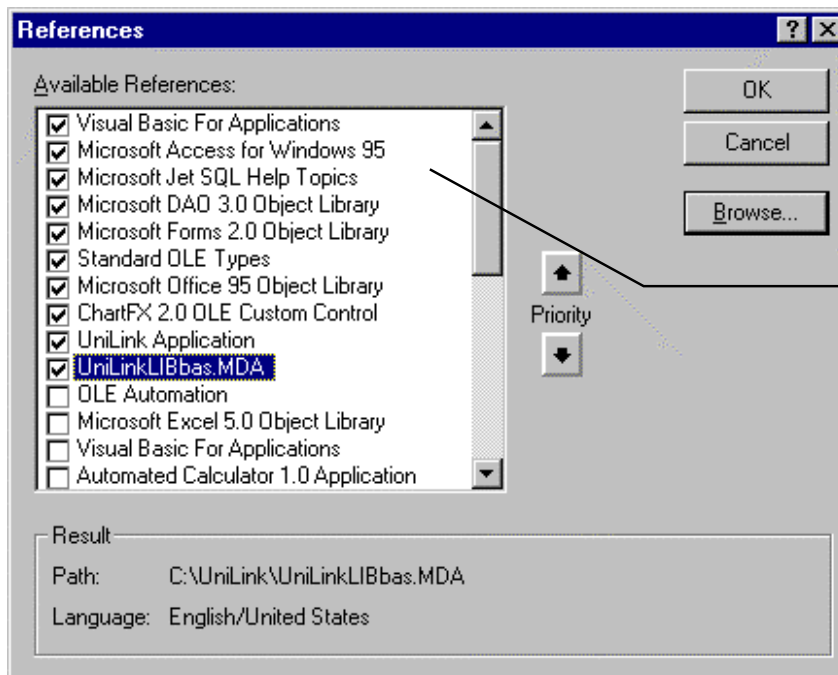 References
Available References:
Visual Basic For Applications
Microsoft Access for Windows 95
Microsoft Jet SQL Help Topics
Microsoft DAO 3.0 Object Library
Microsoft Forms 2.0 Object Library
Standard OLE Types
Microsoft Office 95 Object Library
ChartFX 2.0 OLE Custom Control
UniLink Application
UniLinkLIBbas.MDA
OLE Automation
Microsoft Excel 5.0 Object Library
Visual Basic For Applications
Automated Calculator 1.0 Application
OK
Cancel
Browse...
Priority
Result
Path: C:\UniLink\UniLinkLIBbas.MDA
Language: English/United States